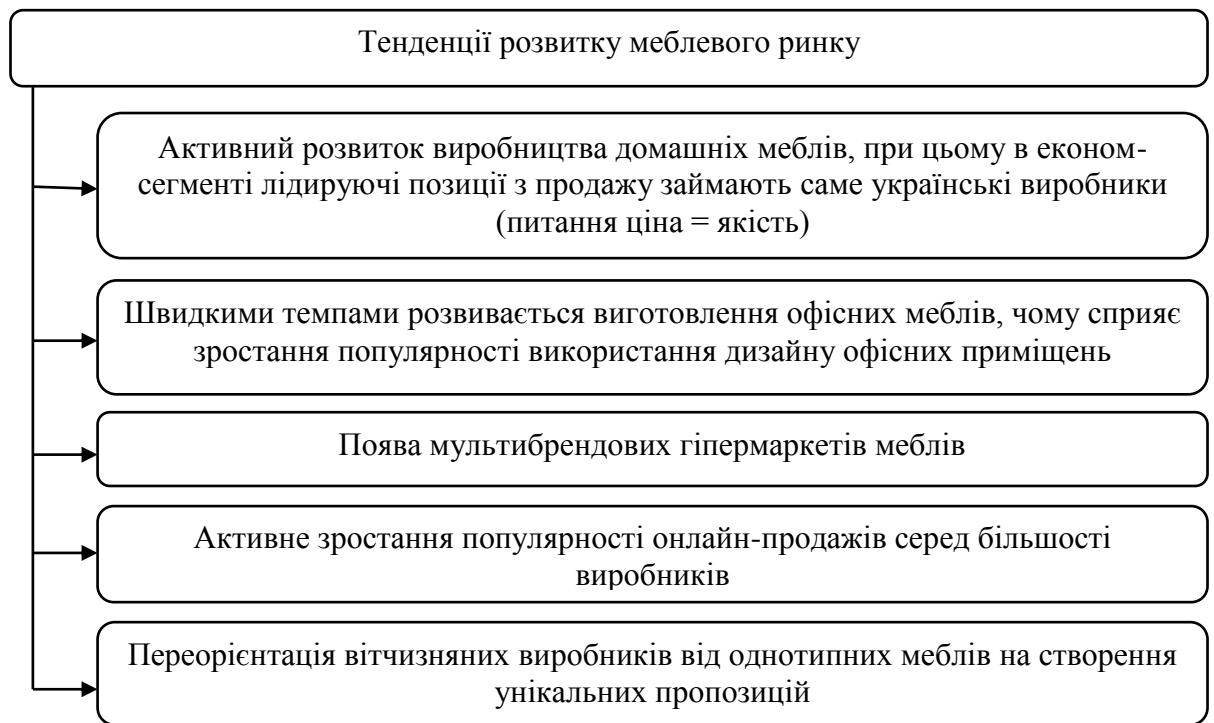 Тенденції розвитку меблевого ринку
Активний розвиток виробництва домашніх меблів, при цьому в економ-
сегменті лідируючі позиції з продажу займають саме українські виробники
(питання ціна = якість)
Швидкими темпами розвивається виготовлення офісних меблів, чому сприяє
зростання популярності використання дизайну офісних приміщень
Поява мультибрендових гіпермаркетів меблів
Активне зростання популярності онлайн-продажів серед більшості
виробників
Переорієнтація вітчизняних виробників від однотипних меблів на створення
унікальних пропозицій